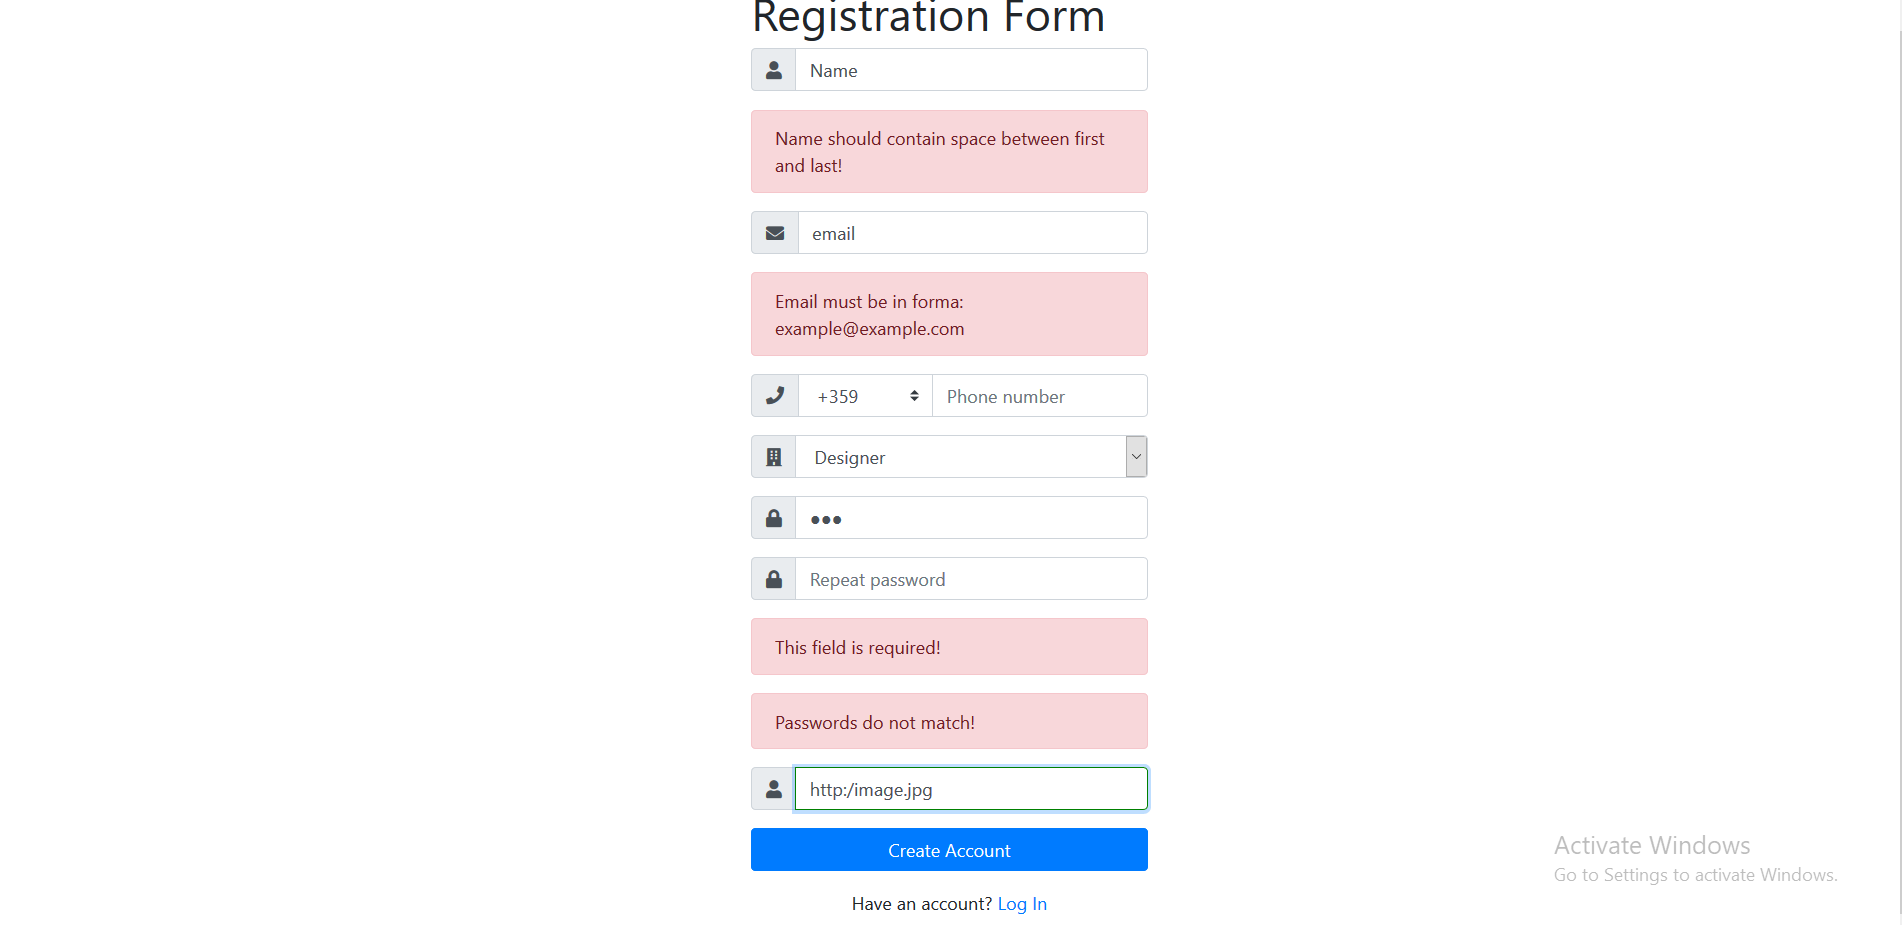 Registration Form
Name
Name should contain space between first
and last!
email
Email must be in forma:
example@example.com
+359
Phone number
Designer
●●●
Repeat password
This field is required!
Passwords do not match!
http:/image.jpg
Create Account
Have an account? Log In
Activate Windows
Go to Settings to activate Windows.